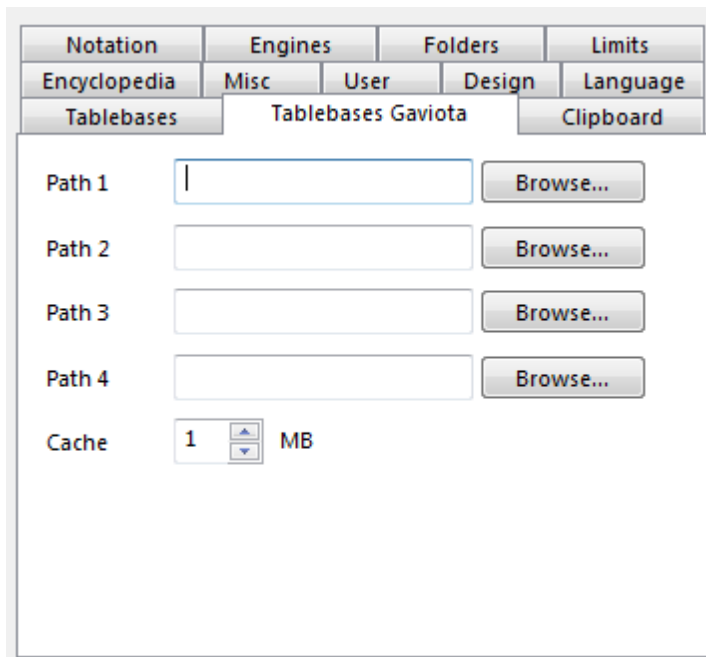 Notation Engines Folders Limits
Encyclopedia Misc User Design Language
Tablebases Tablebases Gaviota Clipboard
Path 1 Browse...
Path 2 Browse...
Path 3 Browse...
Path 4 Browse...
Cache 1 MB